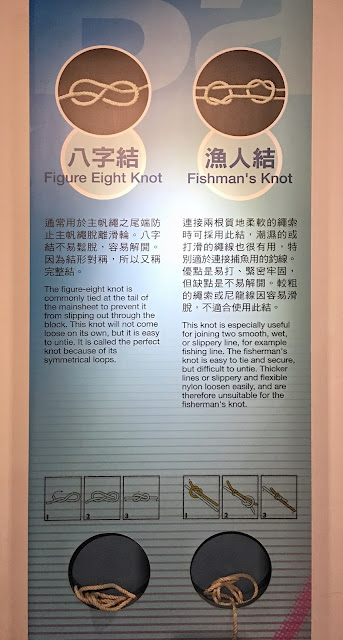 八字結
Figure Eight Knot
通常用於主帆繩之尾端防
止主帆繩脫離滑輪。八字
結不易鬆脫，容易解開。
因為結形對稱，所以又稱
完整結。
The figure-eight knot is
commonly tied at the tail of
the mainsheet to prevent it
from slipping out through the
block. This knot will not come
loose on its own, but it is easy
to untie. It is called the perfect
knot because of its
symmetrical loops.
1
2
3
漁人結
Fishman's Knot
連接兩根質地柔軟的繩索
時可採用此結，潮濕的或
打滑的繩線也很有用，特
別適於連接捕魚用的釣線。
優點是易打、緊密牢固，
但缺點是不易解開。較粗
的繩索或尼龍線因容易滑
脫，不適合使用此結。
This knot is especially useful
for joining two smooth, wet,
or slippery line, for example
fishing line. The fisherman's
knot is easy to tie and secure,
but difficult to untie. Thicker
lines or slippery and flexible
nylon loosen easily, and are
therefore unsuitable for the
fisherman's knot.
1
2
3